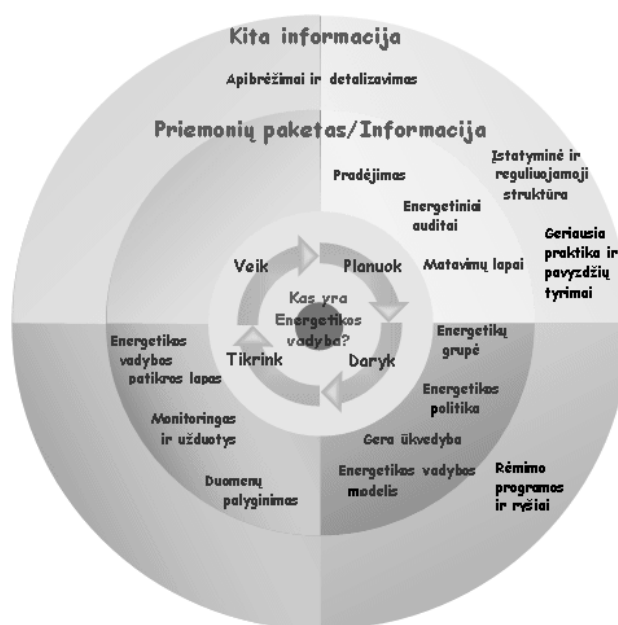 Kita informacija
Apibrėžimai ir detalizavimas
Priemonių paketas/Informacija
Pradėjimas
Įstatyminė ir
reguliuojamoji
struktūra
Energetiniai
auditai
Geriausia
praktika ir
pavyzdžių
tyrimai
Veik
Planuok
Matavimų lapai
Kas yra
Energetikos
vadyba?
Tikrink
Daryk
Energetikos
vadybos
patikros lapas
Energetikų
grupė
Energetikos
politika
Monitoringas
ir užduotys
Gera ūkvedyba
Duomenų
palyginimas
Energetikos vadybos
modelis
Rėmimo
programos
ir ryšiai